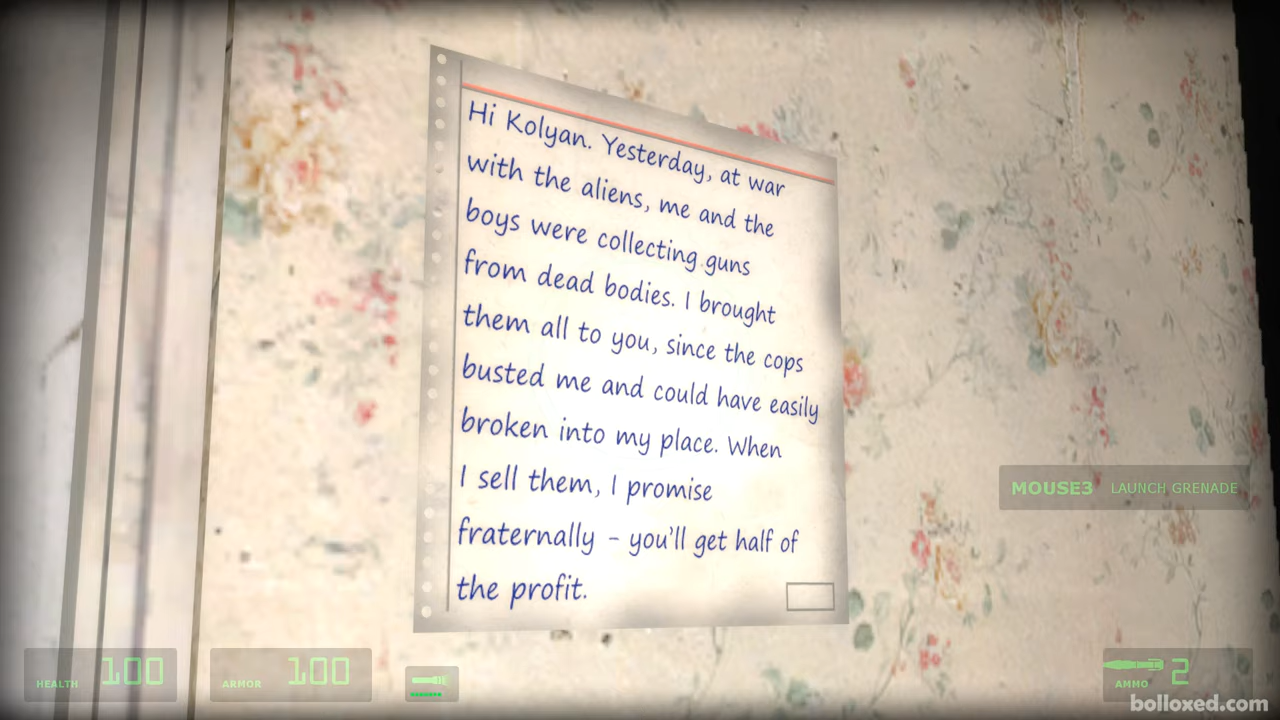 Hi Kolyan. Yesterday, at war
with the aliens, me and the
boys were collecting guns
from dead bodies. I brought
them all to you, since the cops
busted me and could have easily
broken into my place. When
I sell them, I promise
fraternally - you'll get half of
the profit.
MOUSE3 LAUNCH GRENADE
HEALTH 100
ARMOR 100
AMMO 2
bolloxed.com